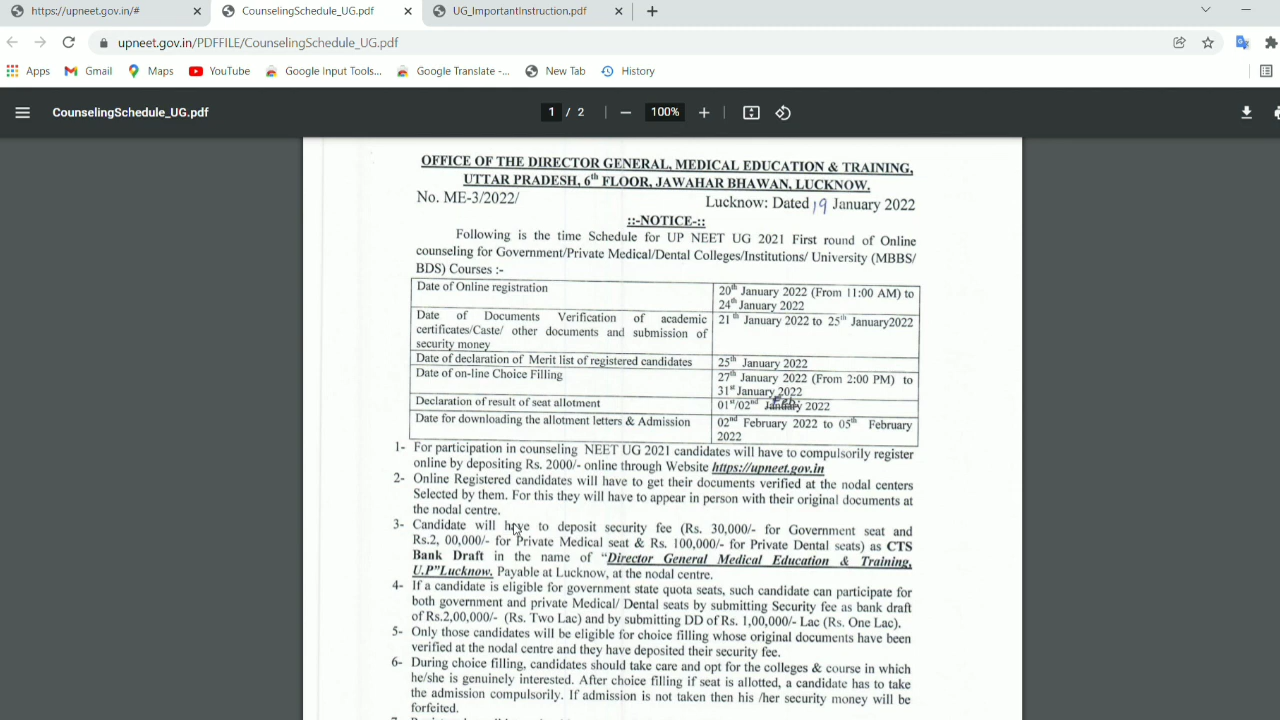 https://upneet.gov.in/#
CounselingSchedule_UG.pdf
UG_ImportantInstruction.pdf
upneet.gov.in/PDFFILE/CounselingSchedule_UG.pdf
Apps Gmail Maps YouTube Google Input Tools... Google Translate -... New Tab History
CounselingSchedule_UG.pdf 1 / 2 100%
OFFICE OF THE DIRECTOR GENERAL, MEDICAL EDUCATION & TRAINING,
UTTAR PRADESH, 6th FLOOR, JAWAHAR BHAWAN, LUCKNOW.
No. ME-3/2022/ Lucknow: Dated 19 January 2022
::-NOTICE-::
Following is the time Schedule for UP NEET UG 2021 First round of Online
counseling for Government/Private Medical/Dental Colleges/Institutions/ University (MBBS/
BDS) Courses :-
Date of Online registration 20th January 2022 (From 11:00 AM) to
24th January 2022
Date of Documents Verification of academic 21th January 2022 to 25th January2022
certificates/Caste/ other documents and submission of
security money
Date of declaration of Merit list of registered candidates 25th January 2022
Date of on-line Choice Filling 27th January 2022 (From 2:00 PM) to
31st January 2022
Declaration of result of seat allotment 01st/02nd January Feb. 2022
Date for downloading the allotment letters & Admission 02nd February 2022 to 05th February
2022
1- For participation in counseling NEET UG 2021 candidates will have to compulsorily register
online by depositing Rs. 2000/- online through Website https://upneet.gov.in
2- Online Registered candidates will have to get their documents verified at the nodal centers
Selected by them. For this they will have to appear in person with their original documents at
the nodal centre.
3- Candidate will have to deposit security fee (Rs. 30,000/- for Government seat and
Rs.2, 00,000/- for Private Medical seat & Rs. 100,000/- for Private Dental seats) as CTS
Bank Draft in the name of “Director General Medical Education & Training,
U.P”Lucknow. Payable at Lucknow, at the nodal centre.
4- If a candidate is eligible for government state quota seats, such candidate can participate for
both government and private Medical/ Dental seats by submitting Security fee as bank draft
of Rs.2,00,000/- (Rs. Two Lac) and by submitting DD of Rs. 1,00,000/- Lac (Rs. One Lac).
5- Only those candidates will be eligible for choice filling whose original documents have been
verified at the nodal centre and they have deposited their security fee.
6- During choice filling, candidates should take care and opt for the colleges & course in which
he/she is genuinely interested. After choice filling if seat is allotted, a candidate has to take
the admission compulsorily. If admission is not taken then his /her security money will be
forfeited.